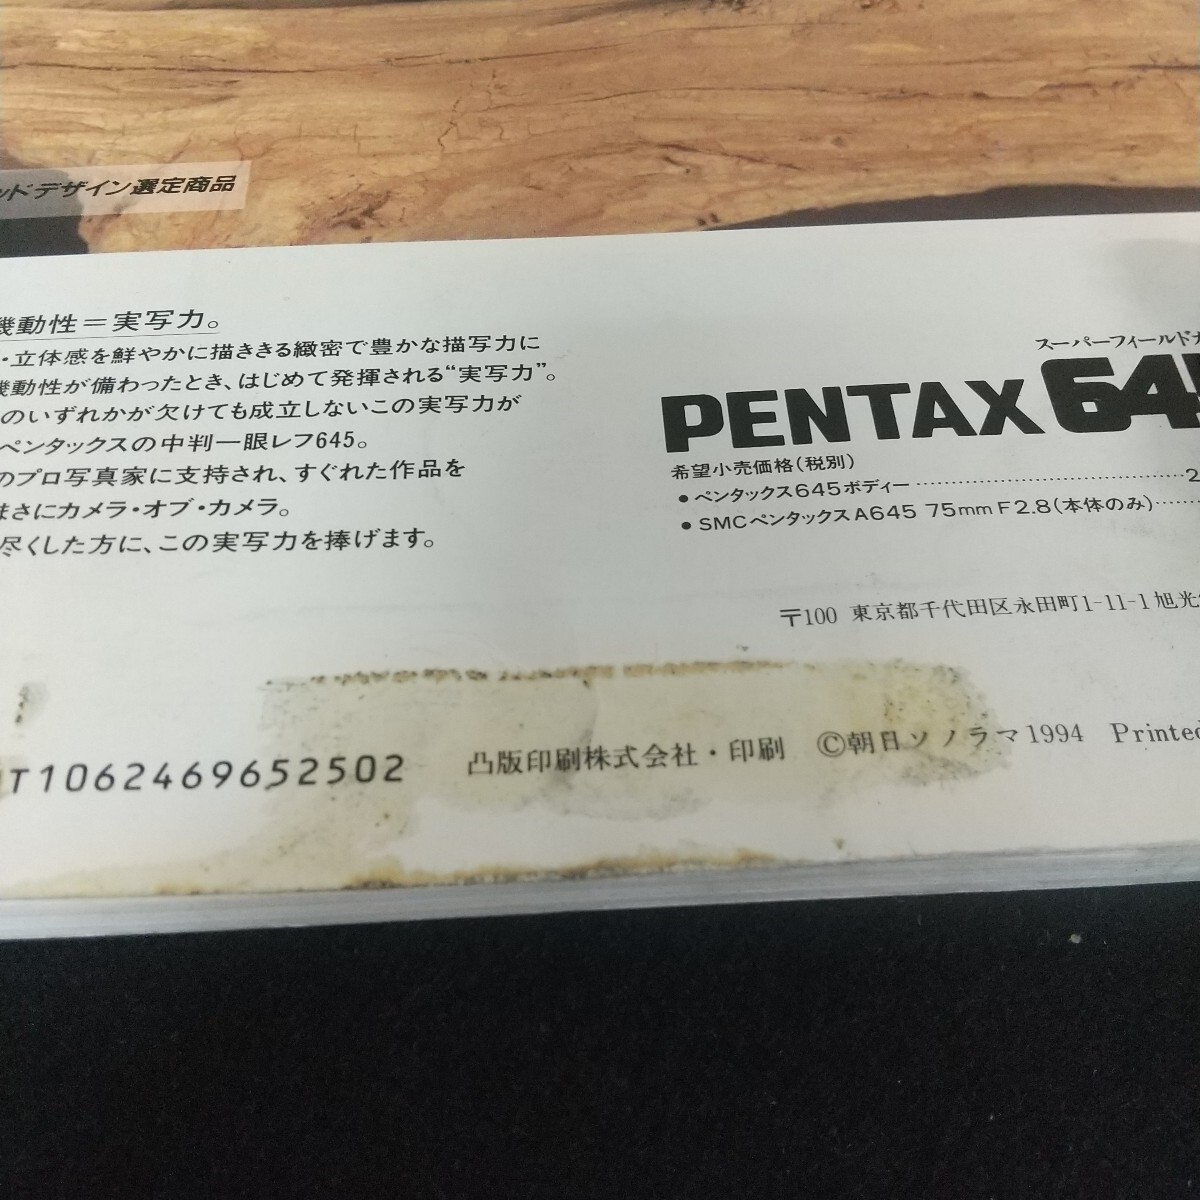 ッドデザイン選定商品
機動性＝実写力。
・立体感を鮮やかに描ききる緻密で豊かな描写力に
機動性が備わったとき、はじめて発揮される“実写力”。
のいずれかが欠けても成立しないこの実写力が
ペンタックスの中判一眼レフ645。
のプロ写真家に支持され、すぐれた作品を
まさにカメラ・オブ・カメラ。
尽くした方に、この実写力を捧げます。
スーパーフィールドカ
PENTAX 645
希望小売価格（税別）
●ペンタックス645ボディー……………………………2
●SMCペンタックスA645 75mm F2.8（本体のみ）……
〒100 東京都千代田区永田町1-11-1 旭光
T1062469652502
凸版印刷株式会社・印刷 ©朝日ソノラマ1994 Printed